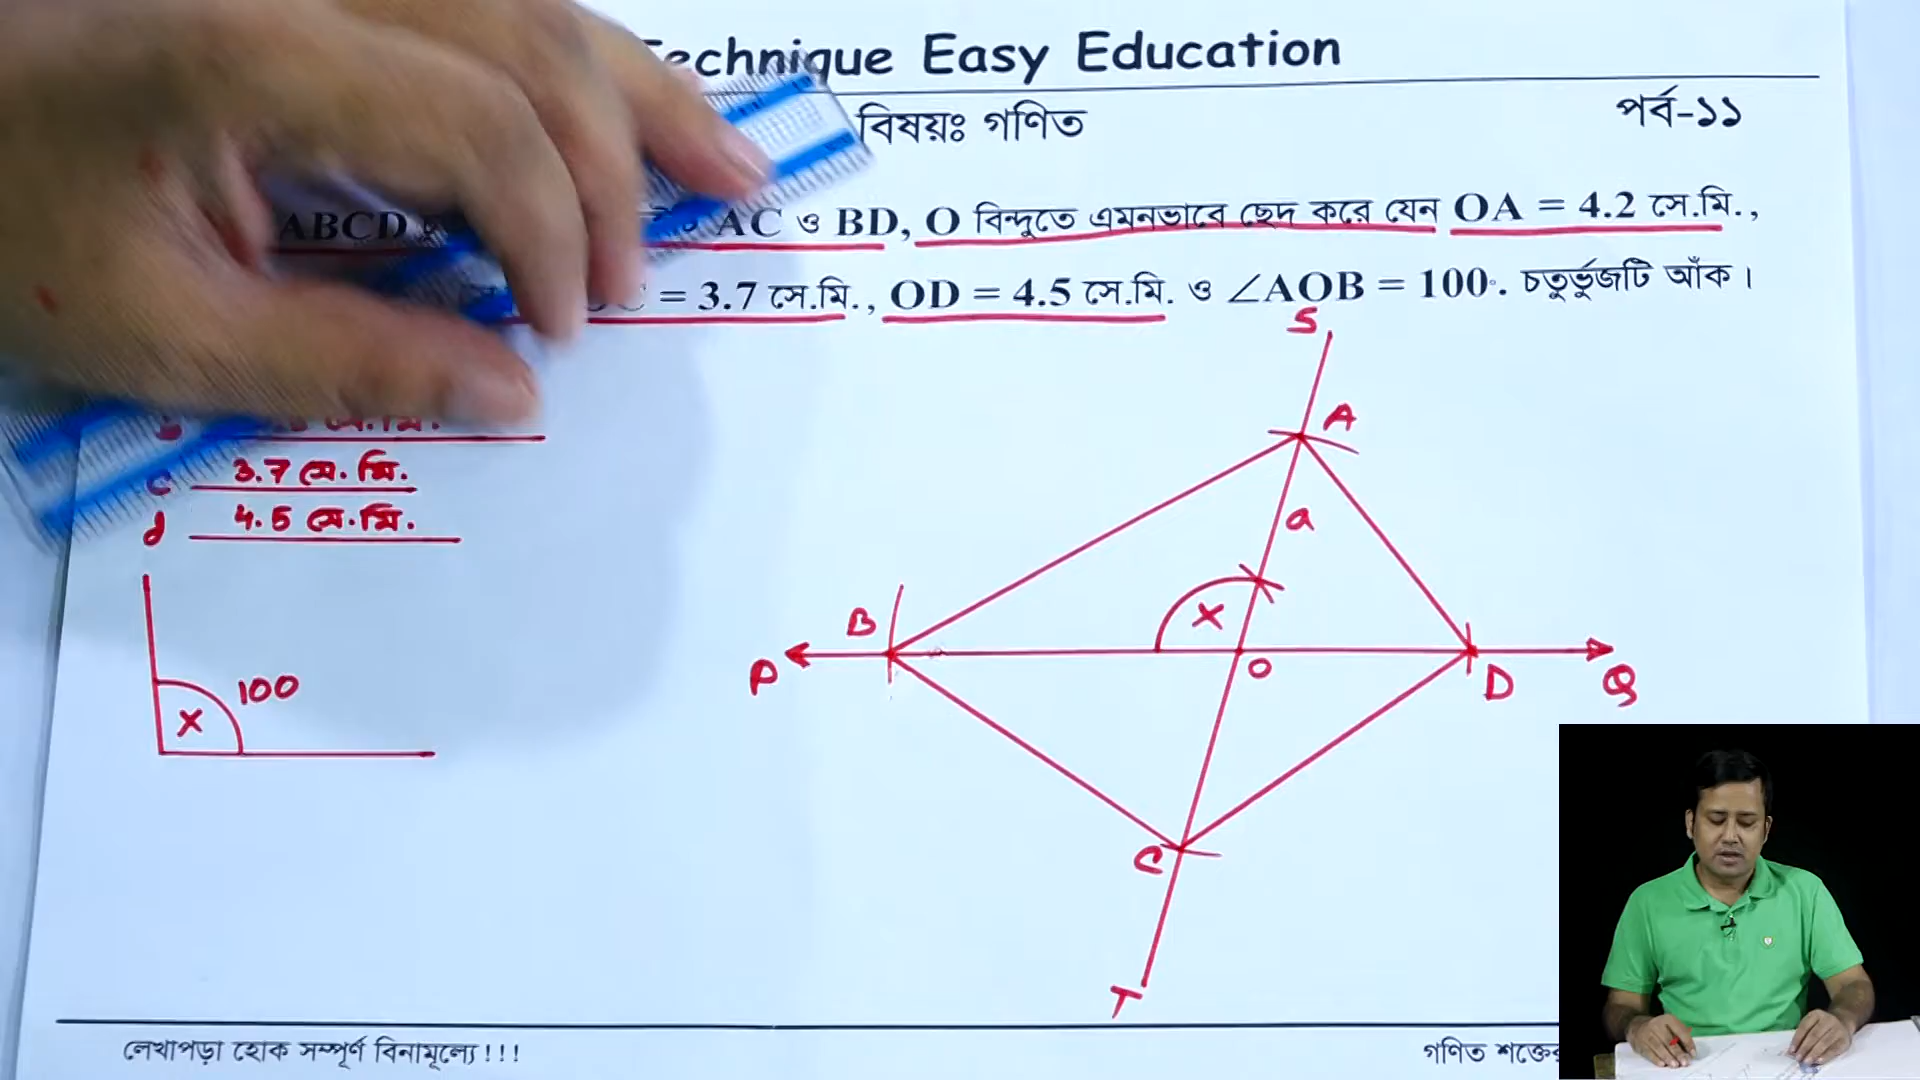 Technique Easy Education
বিষয়ঃ গণিত
পর্ব-১১
ABCD AC ও BD, O বিন্দুতে এমনভাবে ছেদ করে যেন OA = 4.2 সে.মি.,
= 3.7 সে.মি., OD = 4.5 সে.মি. ও ∠AOB = 100°. চতুর্ভুজটি আঁক।
সে.মি.
c 3.7 সে.মি.
d 4.5 সে.মি.
100
x
S
A
a
B
x
P
O
D
Q
C
T
লেখাপড়া হোক সম্পূর্ণ বিনামূল্যে!!!
গণিত